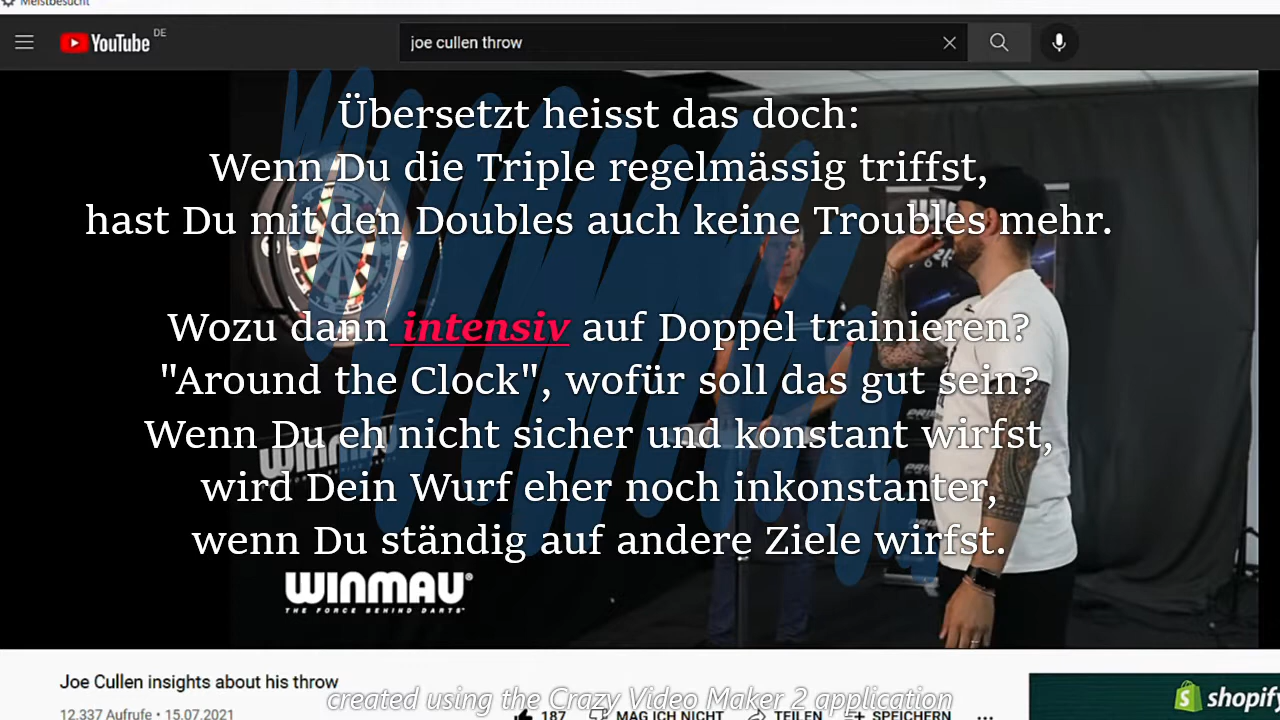 Meistbesucht
YouTube DE
joe cullen throw
Übersetzt heisst das doch:
Wenn Du die Triple regelmässig triffst,
hast Du mit den Doubles auch keine Troubles mehr.
Wozu dann intensiv auf Doppel trainieren?
"Around the Clock", wofür soll das gut sein?
Wenn Du eh nicht sicher und konstant wirfst,
wird Dein Wurf eher noch inkonstanter,
wenn Du ständig auf andere Ziele wirfst.
WINMAU
WINMAU®
THE FORCE BEHIND DARTS™
Joe Cullen insights about his throw
shopify
created using the Crazy Video Maker 2 application
12.337 Aufrufe • 15.07.2021
187 MAG ICH NICHT TEILEN SPEICHERN